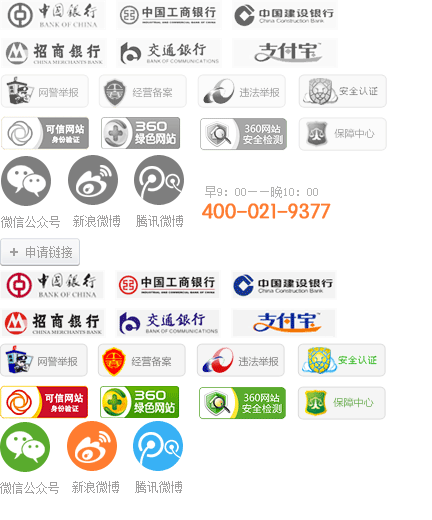 中国银行 中国工商银行 中国建设银行
BANK OF CHINA INDUSTRIAL AND COMMERCIAL BANK OF CHINA China Construction Bank
招商银行 交通银行 支付宝
CHINA MERCHANTS BANK BANK OF COMMUNICATIONS
网警举报 经营备案 违法举报 安全认证
可信网站 360 360网站 保障中心
身份验证 绿色网站 安全检测
微信公众号 新浪微博 腾讯微博
早9：00－－晚10：00
400-021-9377
+ 申请链接
中国银行 中国工商银行 中国建设银行
BANK OF CHINA INDUSTRIAL AND COMMERCIAL BANK OF CHINA China Construction Bank
招商银行 交通银行 支付宝
CHINA MERCHANTS BANK BANK OF COMMUNICATIONS
网警举报 经营备案 违法举报 安全认证
可信网站 360 360网站 保障中心
身份验证 绿色网站 安全检测
微信公众号 新浪微博 腾讯微博